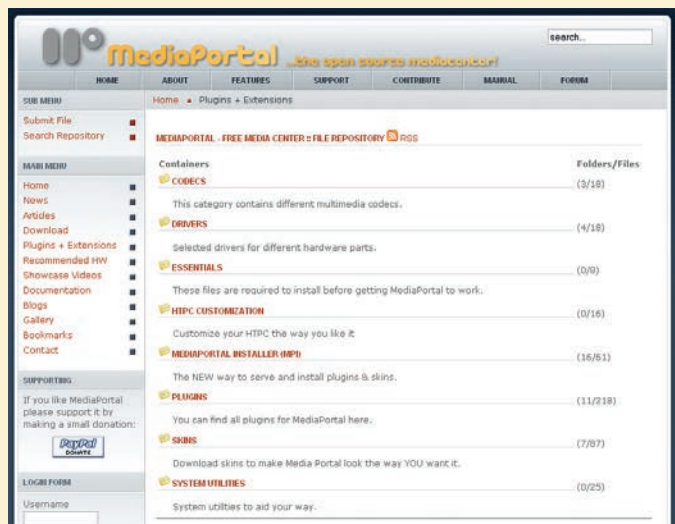 search...
MediaPortal ...the open source mediacenter!
HOME ABOUT FEATURES SUPPORT CONTRIBUTE MANUAL FORUM
SUB MENU
Submit File
Search Repository
MAIN MENU
Home
News
Articles
Download
Plugins + Extensions
Recommended HW
Showcase Videos
Documentation
Blogs
Gallery
Bookmarks
Contact
SUPPORTING
If you like MediaPortal
please support it by
making a small donation:
PayPal
DONATE
LOGIN FORM
Username
Home Plugins + Extensions
MEDIAPORTAL - FREE MEDIA CENTER :: FILE REPOSITORY RSS
Containers Folders/Files
CODECS (3/18)
This category contains different multimedia codecs.
DRIVERS (4/18)
Selected drivers for different hardware parts.
ESSENTIALS (0/9)
These files are required to install before getting MediaPortal to work.
HTPC CUSTOMIZATION (0/16)
Customize your HTPC the way you like it
MEDIAPORTAL INSTALLER (MPI) (16/61)
The NEW way to serve and install plugins & skins.
PLUGINS (11/218)
You can find all plugins for MediaPortal here.
SKINS (7/87)
Download skins to make Media Portal look the way YOU want it.
SYSTEM UTILITIES (0/25)
System utilties to aid your way.